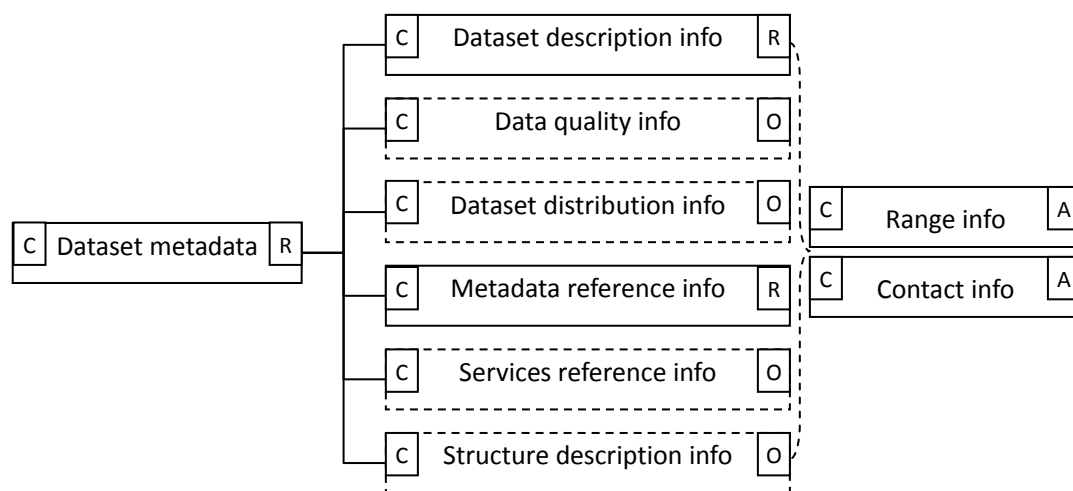 C Dataset description info R
C Data quality info O
C Dataset distribution info O
C Range info A
C Dataset metadata R
C Metadata reference info R
C Contact info A
C Services reference info O
C Structure description info O